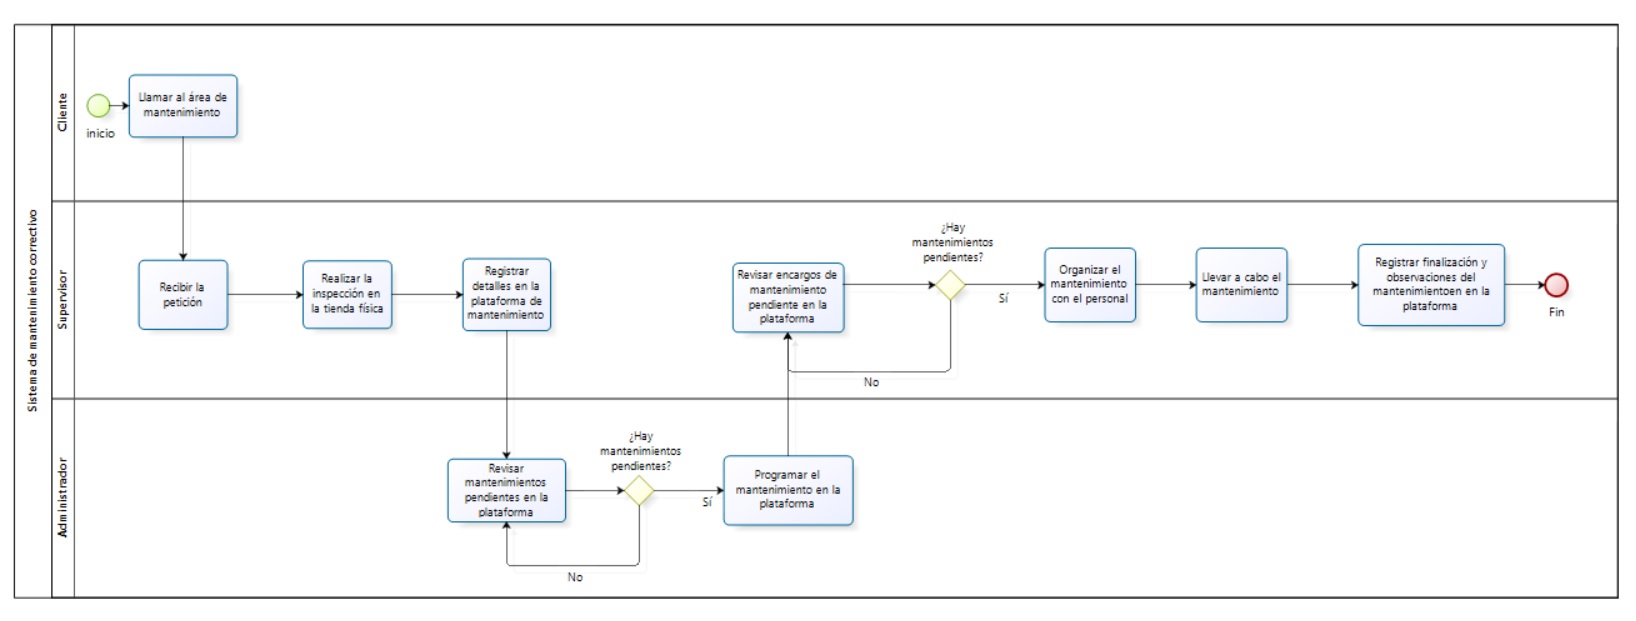 Sistema de mantenimiento correctivo
Cliente
inicio
Llamar al área de
mantenimiento
Supervisor
Recibir la
petición
Realizar la
inspección en
la tienda física
Registrar
detalles en la
plataforma de
mantenimiento
Revisar encargos de
mantenimiento
pendiente en la
plataforma
¿Hay
mantenimientos
pendientes?
Sí
No
Organizar el
mantenimiento
con el personal
Llevar a cabo el
mantenimiento
Registrar finalización y
observaciones del
mantenimientoen en la
plataforma
Fin
Administrador
Revisar
mantenimientos
pendientes en la
plataforma
¿Hay
mantenimientos
pendientes?
Sí
No
Programar el
mantenimiento en la
plataforma